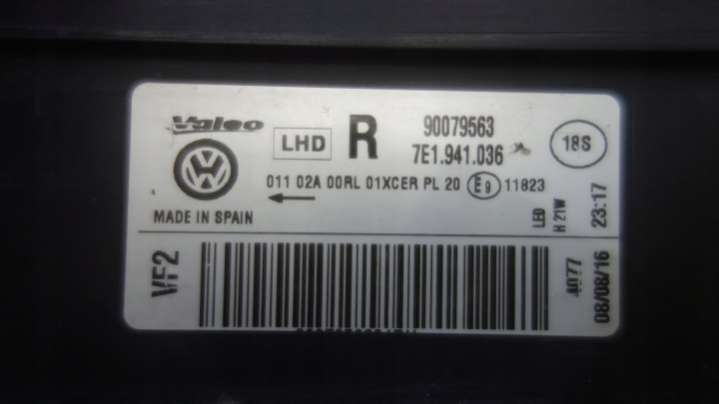 Valeo
LHD
R
90079563
7E1.941.036
18S
011 02A 00RL 01XCER PL 20 E9 11823
MADE IN SPAIN
LED
H 21W
23:17
VF2
4077
08/08/16